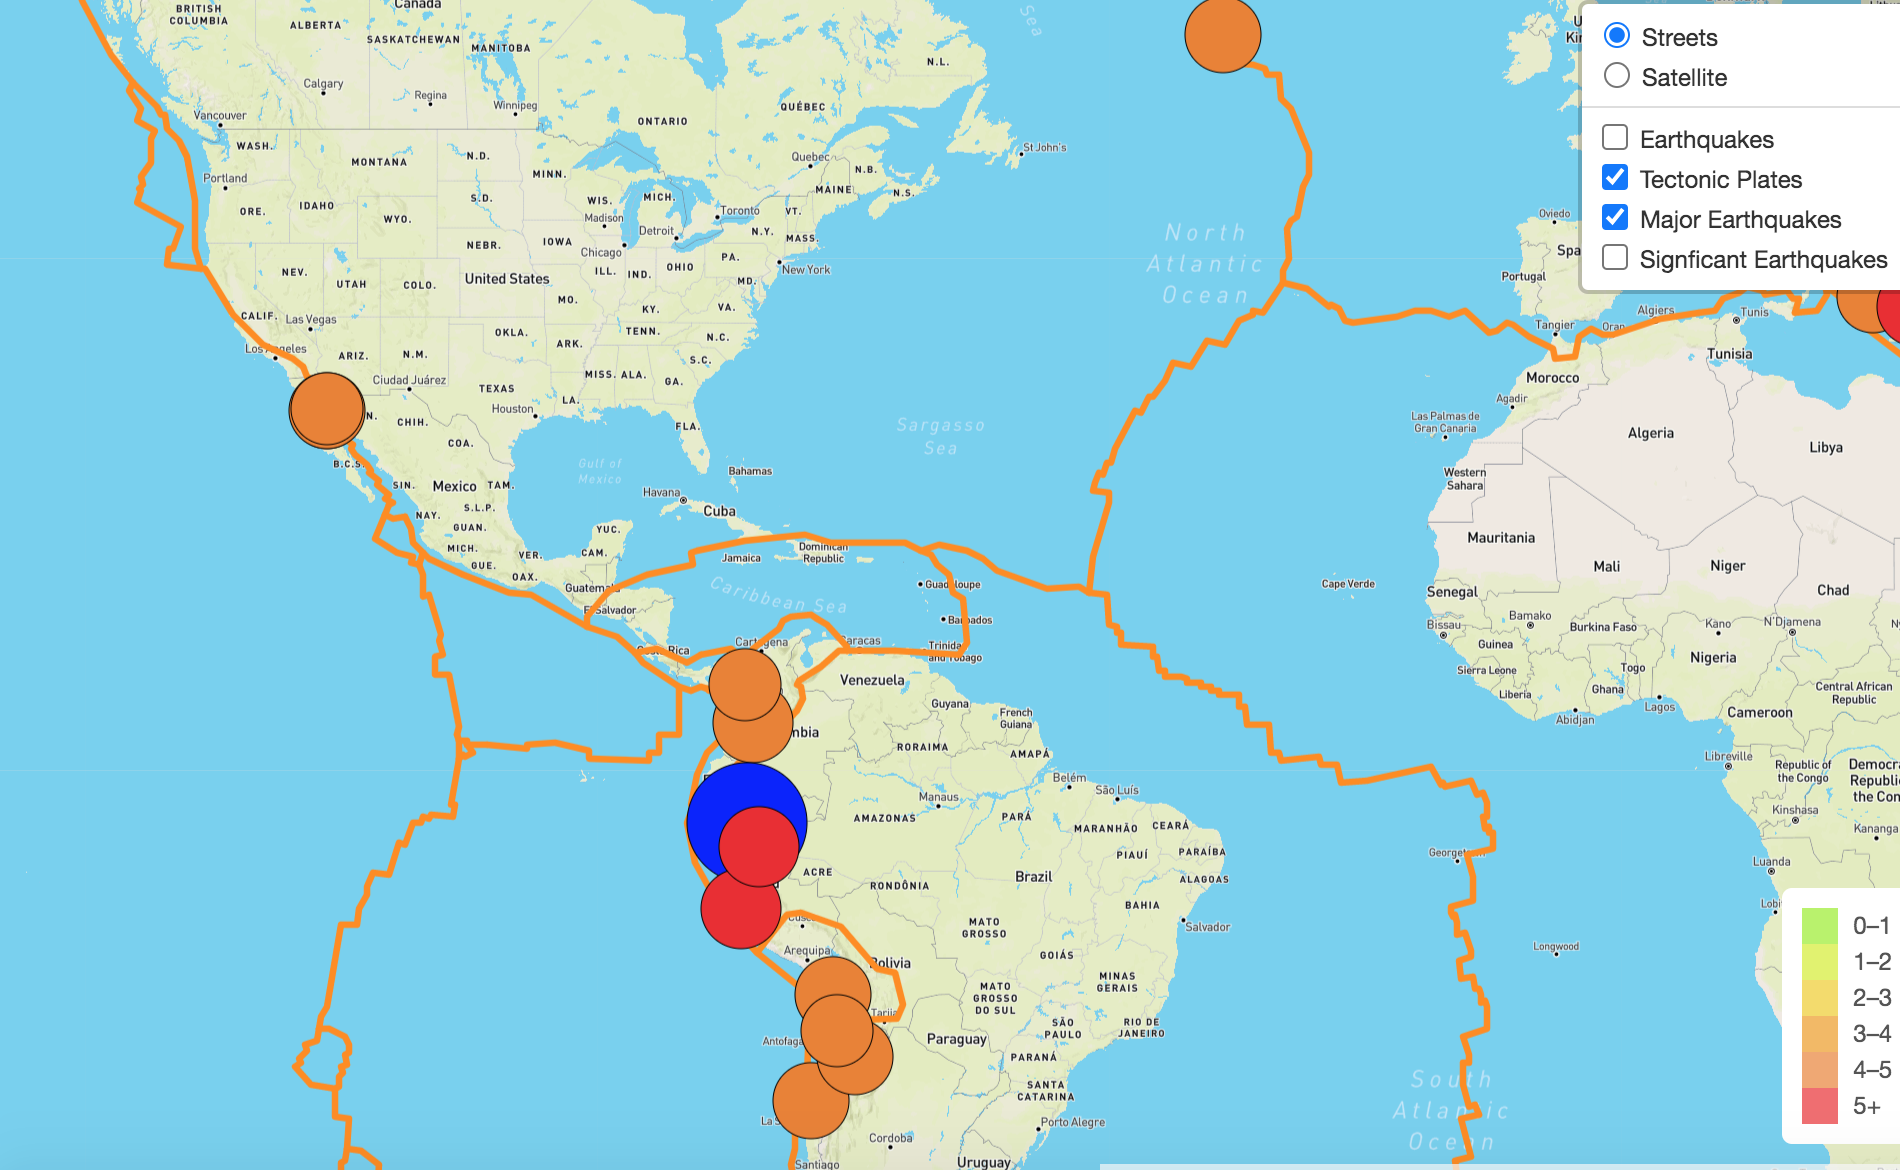 Canada
BRITISH
COLUMBIA
ALBERTA
SASKATCHEWAN
MANITOBA
Calgary
Regina
Winnipeg
Vancouver
ONTARIO
QUÉBEC
N.L.
Sea
St John's
Quebec
N.B.
MAINE
N.S.
WASH.
MONTANA
N.D.
MINN.
Portland
ORE.
IDAHO
WYO.
S.D.
WIS.
Madison
MICH.
Toronto
VT.
Detroit
N.Y.
MASS.
NEBR.
IOWA
Chicago
ILL.
IND.
OHIO
PA.
New York
MD.
NEV.
UTAH
COLO.
United States
MO.
KY.
VA.
CALIF.
Las Vegas
OKLA.
TENN.
N.C.
ARK.
S.C.
Los Angeles
ARIZ.
N.M.
MISS.
ALA.
GA.
Ciudad Juárez
TEXAS
LA.
Houston
N.
CHIH.
FLA.
COA.
B.C.S.
Gulf of
Mexico
SIN.
Mexico
TAM.
NAY.
S.L.P.
GUAN.
MICH.
VER.
YUC.
CAM.
GUE.
OAX.
Bahamas
Havana
Cuba
Jamaica
Dominican
Republic
Sargasso
Sea
North
Atlantic
Ocean
Caribbean Sea
Guatemala
El Salvador
Costa Rica
Guadeloupe
Barbados
Trinidad
and Tobago
Cartagena
Caracas
Venezuela
Guyana
French
Guiana
mbia
RORAIMA
AMAPÁ
Belém
São Luís
Manaus
AMAZONAS
PARÁ
MARANHÃO
CEARÁ
PIAUÍ
PARAÍBA
ALAGOAS
ACRE
RONDÔNIA
Brazil
BAHIA
MATO
GROSSO
Salvador
GOIÁS
MINAS
GERAIS
Cusco
Arequipa
Bolivia
MATO
GROSSO
DO SUL
Tarija
SÃO
PAULO
RIO DE
JANEIRO
Antofaga
Paraguay
PARANÁ
SANTA
CATARINA
La S
Porto Alegre
Cordoba
Uruguay
Santiago
South
Atlantic
Ocean
Georgetown
Longwood
Oviedo
Spa
Portugal
Tangier
Oran
Algiers
Tunis
Tunisia
Morocco
Agadir
Las Palmas de
Gran Canaria
Algeria
Libya
Western
Sahara
Mauritania
Mali
Niger
Chad
Cape Verde
Senegal
Bissau
Bamako
Burkina Faso
Kano
N'Djamena
Guinea
Sierra Leone
Liberia
Togo
Ghana
Nigeria
Abidjan
Lagos
Central African
Republic
Cameroon
Libreville
Republic of
the Congo
Democra
Republi
the Con
Kinshasa
Kananga
Luanda
Lobi
Streets
Satellite
Earthquakes
Tectonic Plates
Major Earthquakes
Signficant Earthquakes
0–1
1–2
2–3
3–4
4–5
5+